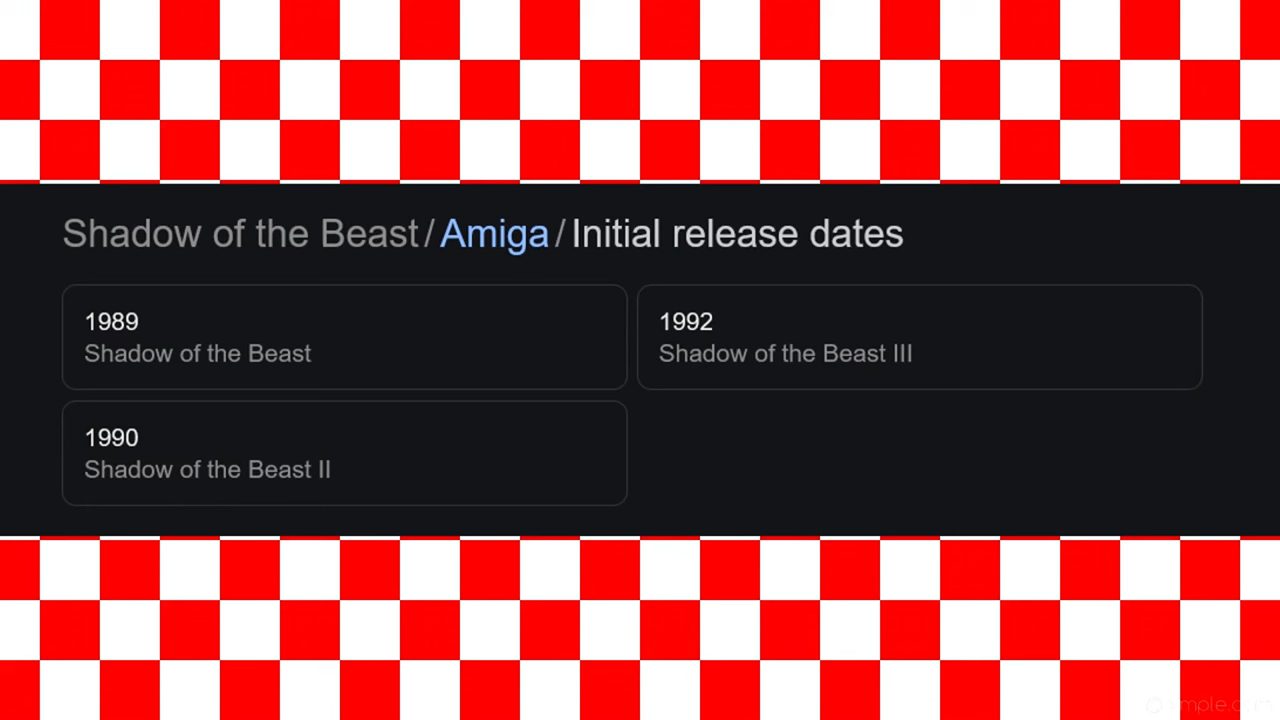 Shadow of the Beast / Amiga / Initial release dates
1989
Shadow of the Beast
1992
Shadow of the Beast III
1990
Shadow of the Beast II